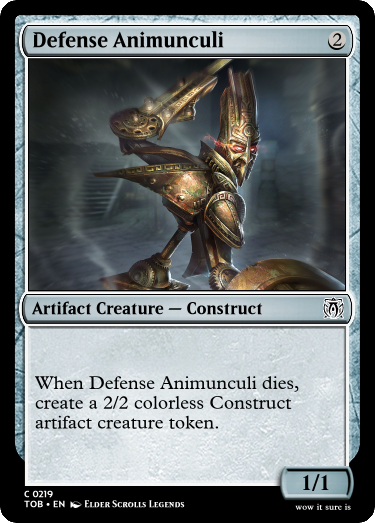 Defense Animunculi 2
Artifact Creature — Construct
When Defense Animunculi dies,
create a 2/2 colorless Construct
artifact creature token.
1/1
C 0219
TOB • EN Elder Scrolls Legends
wow it sure is